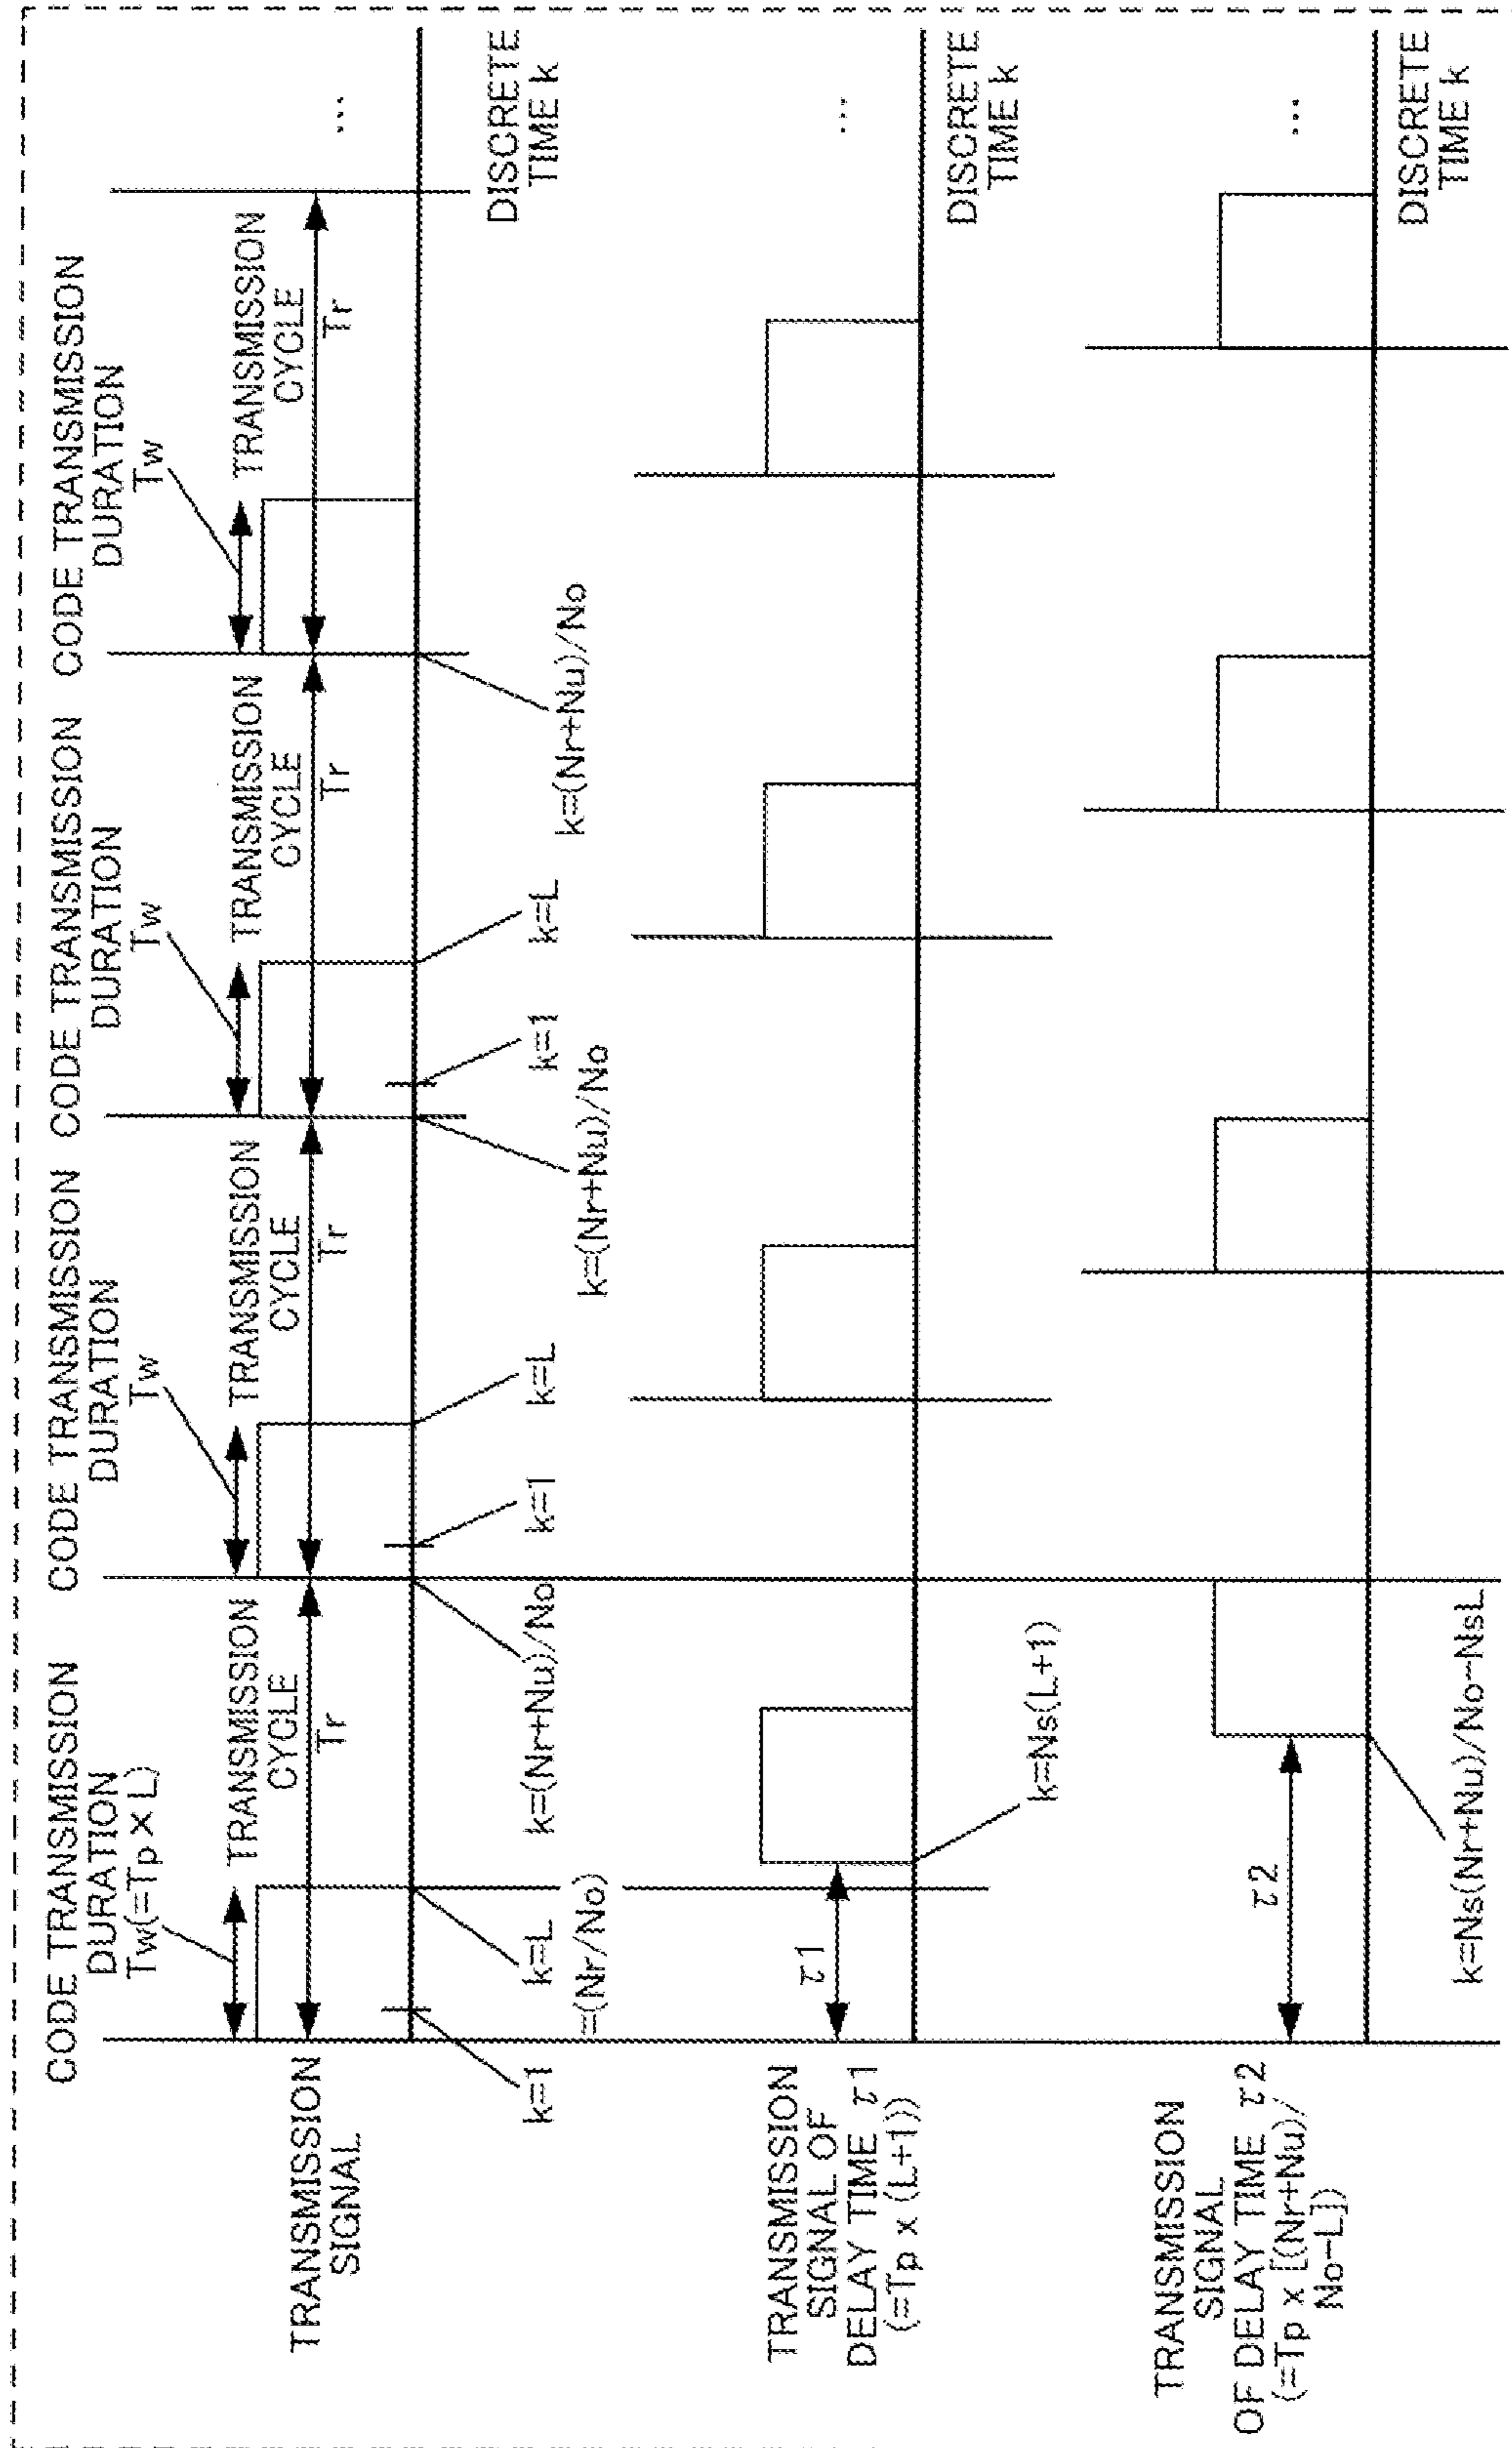 CODE TRANSMISSION
DURATION
Tw(=Tp×L)
CODE TRANSMISSION
DURATION
Tw
CODE TRANSMISSION
DURATION
Tw
CODE TRANSMISSION
DURATION
Tw
TRANSMISSION
CYCLE
Tr
TRANSMISSION
CYCLE
Tr
TRANSMISSION
CYCLE
Tr
TRANSMISSION
CYCLE
Tr
...
TRANSMISSION
SIGNAL
k=1
k=L
=(Nr/No)
k=(Nr+Nu)/No
k=1
k=L
k=(Nr+Nu)/No
k=1
k=L
k=(Nr+Nu)/No
DISCRETE
TIME k
TRANSMISSION
SIGNAL OF
DELAY TIME τ1
(=Tp x (L+1))
τ1
k=Ns(L+1)
...
DISCRETE
TIME k
TRANSMISSION
SIGNAL
OF DELAY TIME τ2
(=Tp x [(Nr+Nu)/
No-L])
τ2
k=Ns(Nr+Nu)/No-NsL
...
DISCRETE
TIME k